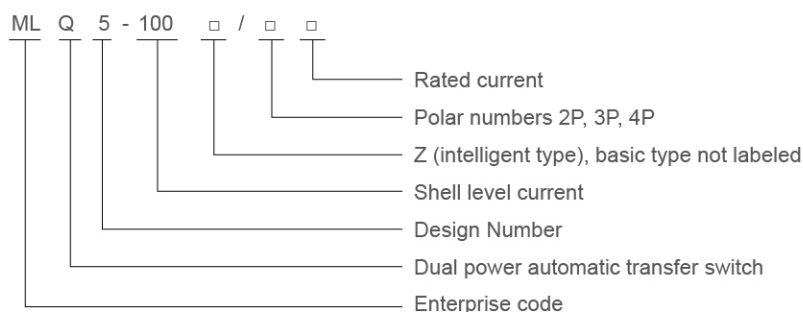 ML Q 5 - 100 □ / □ □
Rated current
Polar numbers 2P, 3P, 4P
Z (intelligent type), basic type not labeled
Shell level current
Design Number
Dual power automatic transfer switch
Enterprise code